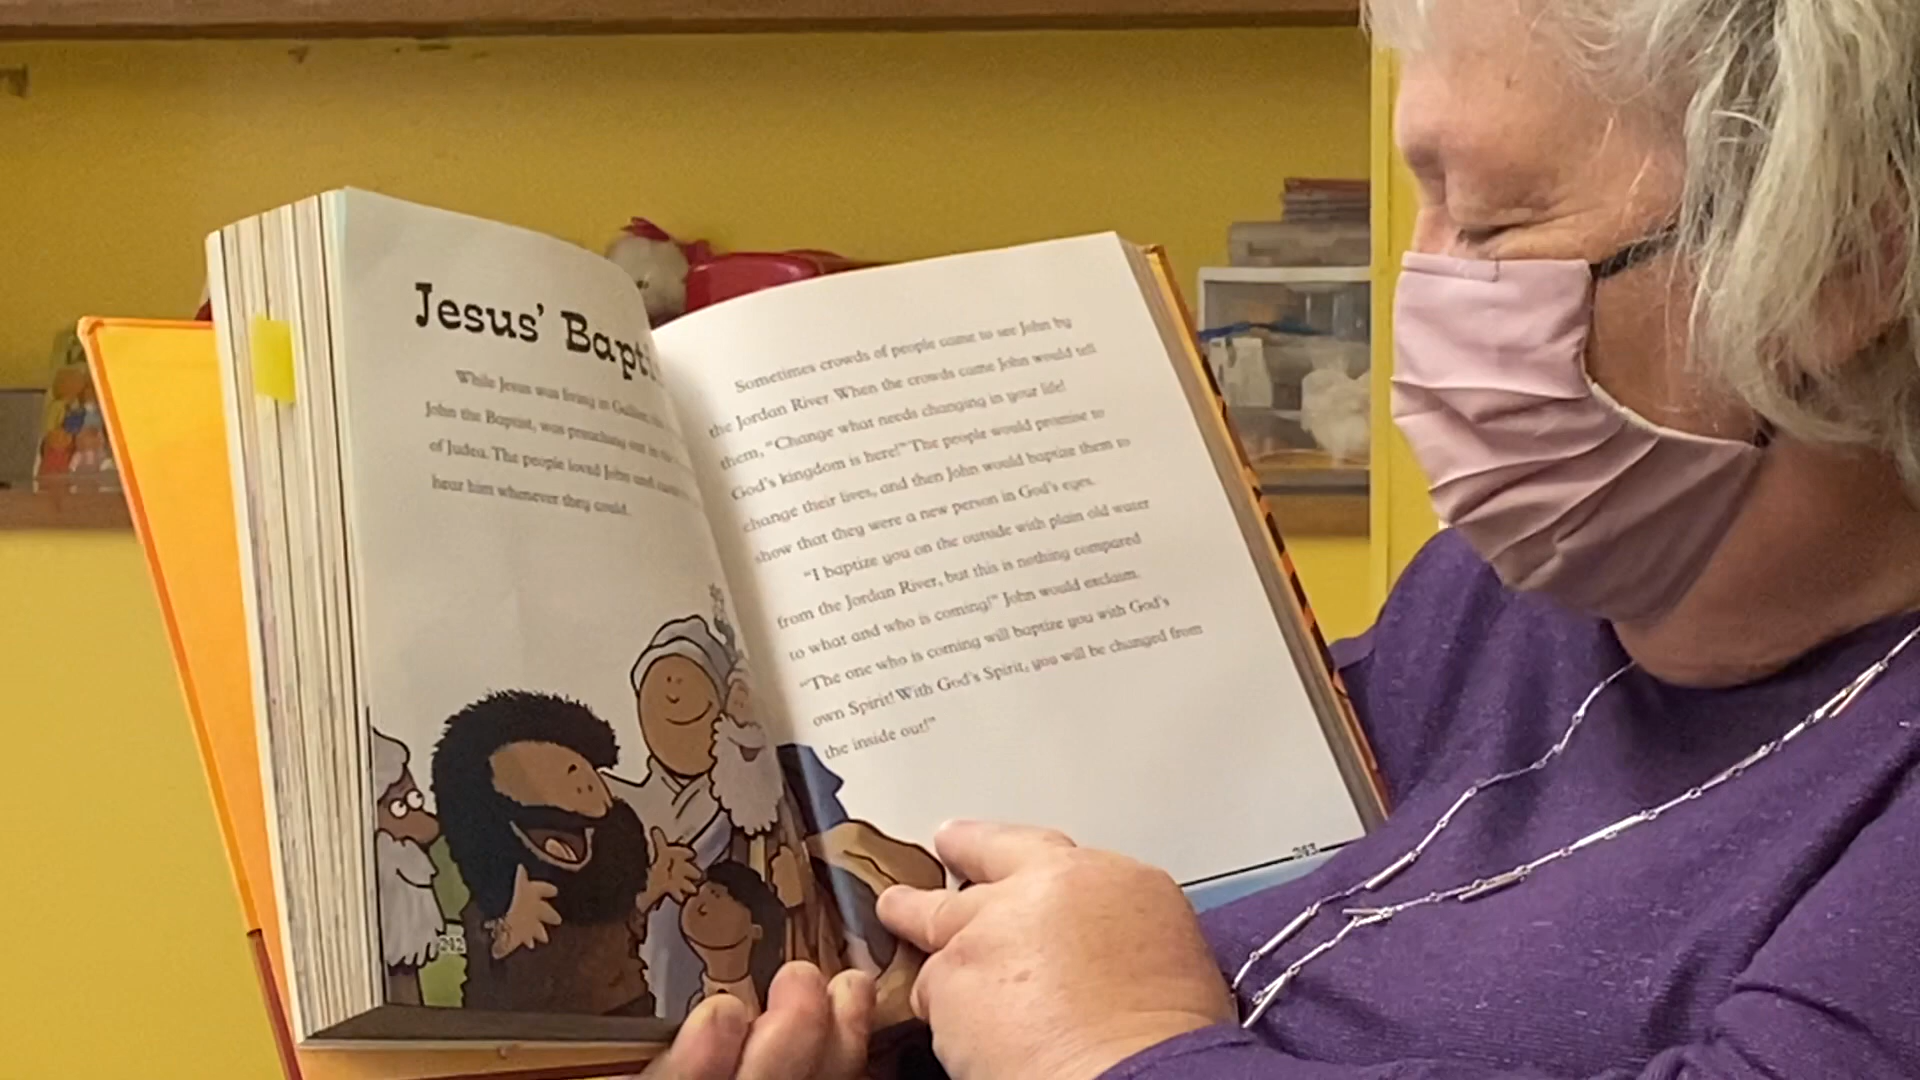 Jesus' Bapti
While Jesus was living in Galilee,
John the Baptist, was preaching out in the
of Judea. The people loved John and
hear him whenever they could.
242
Sometimes crowds of people came to see John by
the Jordan River. When the crowds came John would tell
them, "Change what needs changing in your life!
God's kingdom is here!" The people would promise to
change their lives, and then John would baptize them to
show that they were a new person in God's eyes.
"I baptize you on the outside with plain old water
from the Jordan River, but this is nothing compared
to what and who is coming!" John would exclaim.
"The one who is coming will baptize you with God's
own Spirit! With God's Spirit, you will be changed from
the inside out!"
243